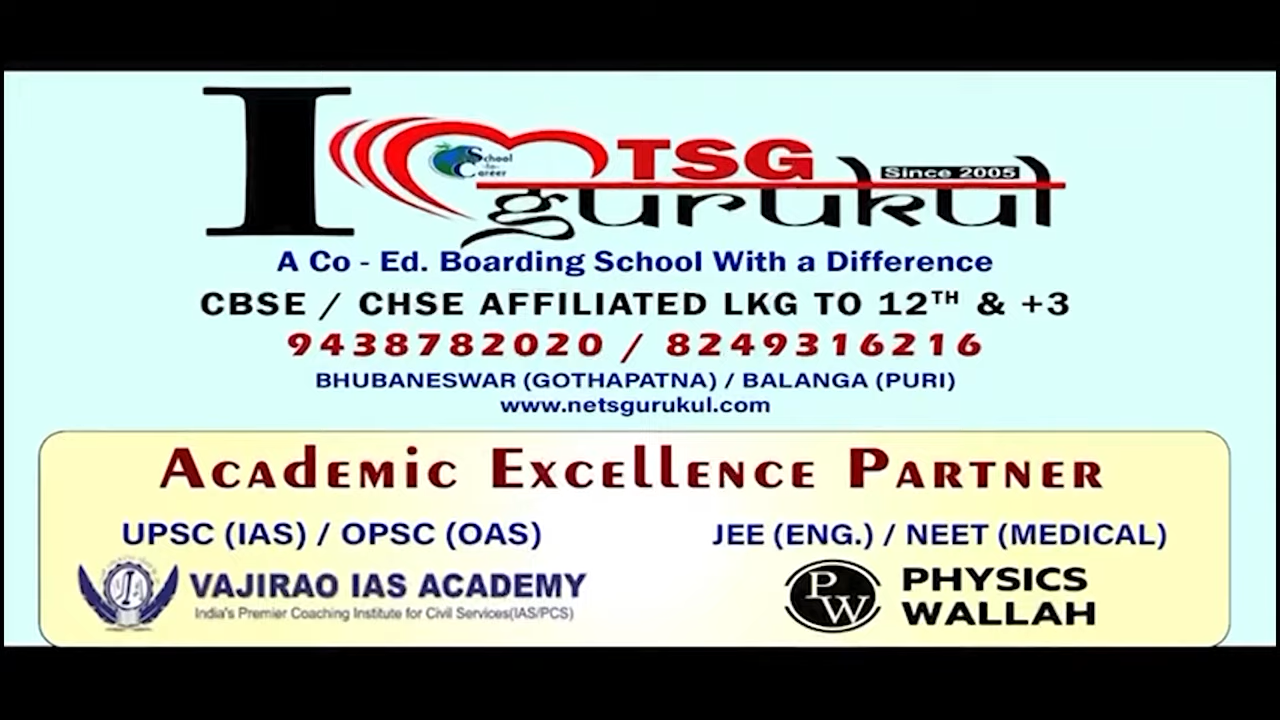 I TSG
gurukul
Since 2005
School
-to-
Career
A Co - Ed. Boarding School With a Difference
CBSE / CHSE AFFILIATED LKG TO 12TH & +3
9438782020 / 8249316216
BHUBANESWAR (GOTHAPATNA) / BALANGA (PURI)
www.netsgurukul.com
ACADEMIC EXCELLENCE PARTNER
UPSC (IAS) / OPSC (OAS)
VAJIRAO IAS ACADEMY
India's Premier Coaching Institute for Civil Services(IAS/PCS)
JEE (ENG.) / NEET (MEDICAL)
PW
PHYSICS
WALLAH